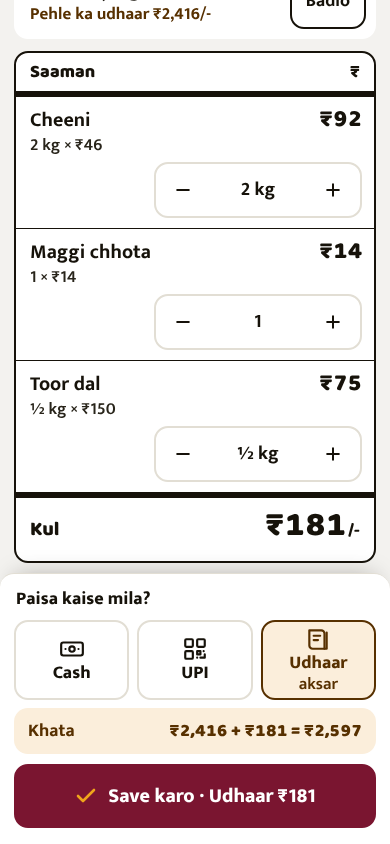 Pehle ka udhaar ₹2,416/-
Badlo
Saaman ₹
Cheeni ₹92
2 kg × ₹46
− 2 kg +
Maggi chhota ₹14
1 × ₹14
− 1 +
Toor dal ₹75
½ kg × ₹150
− ½ kg +
Kul ₹181/-
Paisa kaise mila?
Cash
UPI
Udhaar
aksar
Khata ₹2,416 + ₹181 = ₹2,597
Save karo · Udhaar ₹181